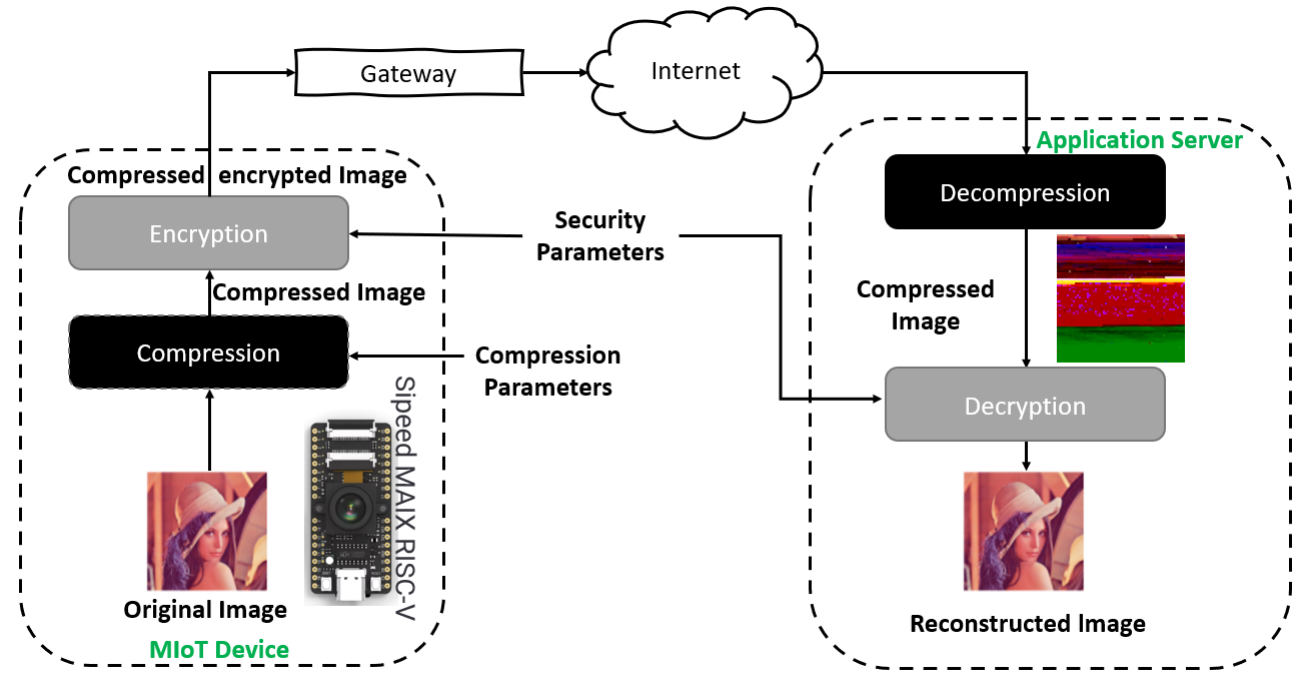 Gateway
Internet
Application Server
Compressed encrypted Image
Encryption
Security
Parameters
Decompression
Compressed Image
Compressed
Image
Compression
Compression
Parameters
Decryption
Sipeed MAIX RISC-V
Original Image
MIoT Device
Reconstructed Image